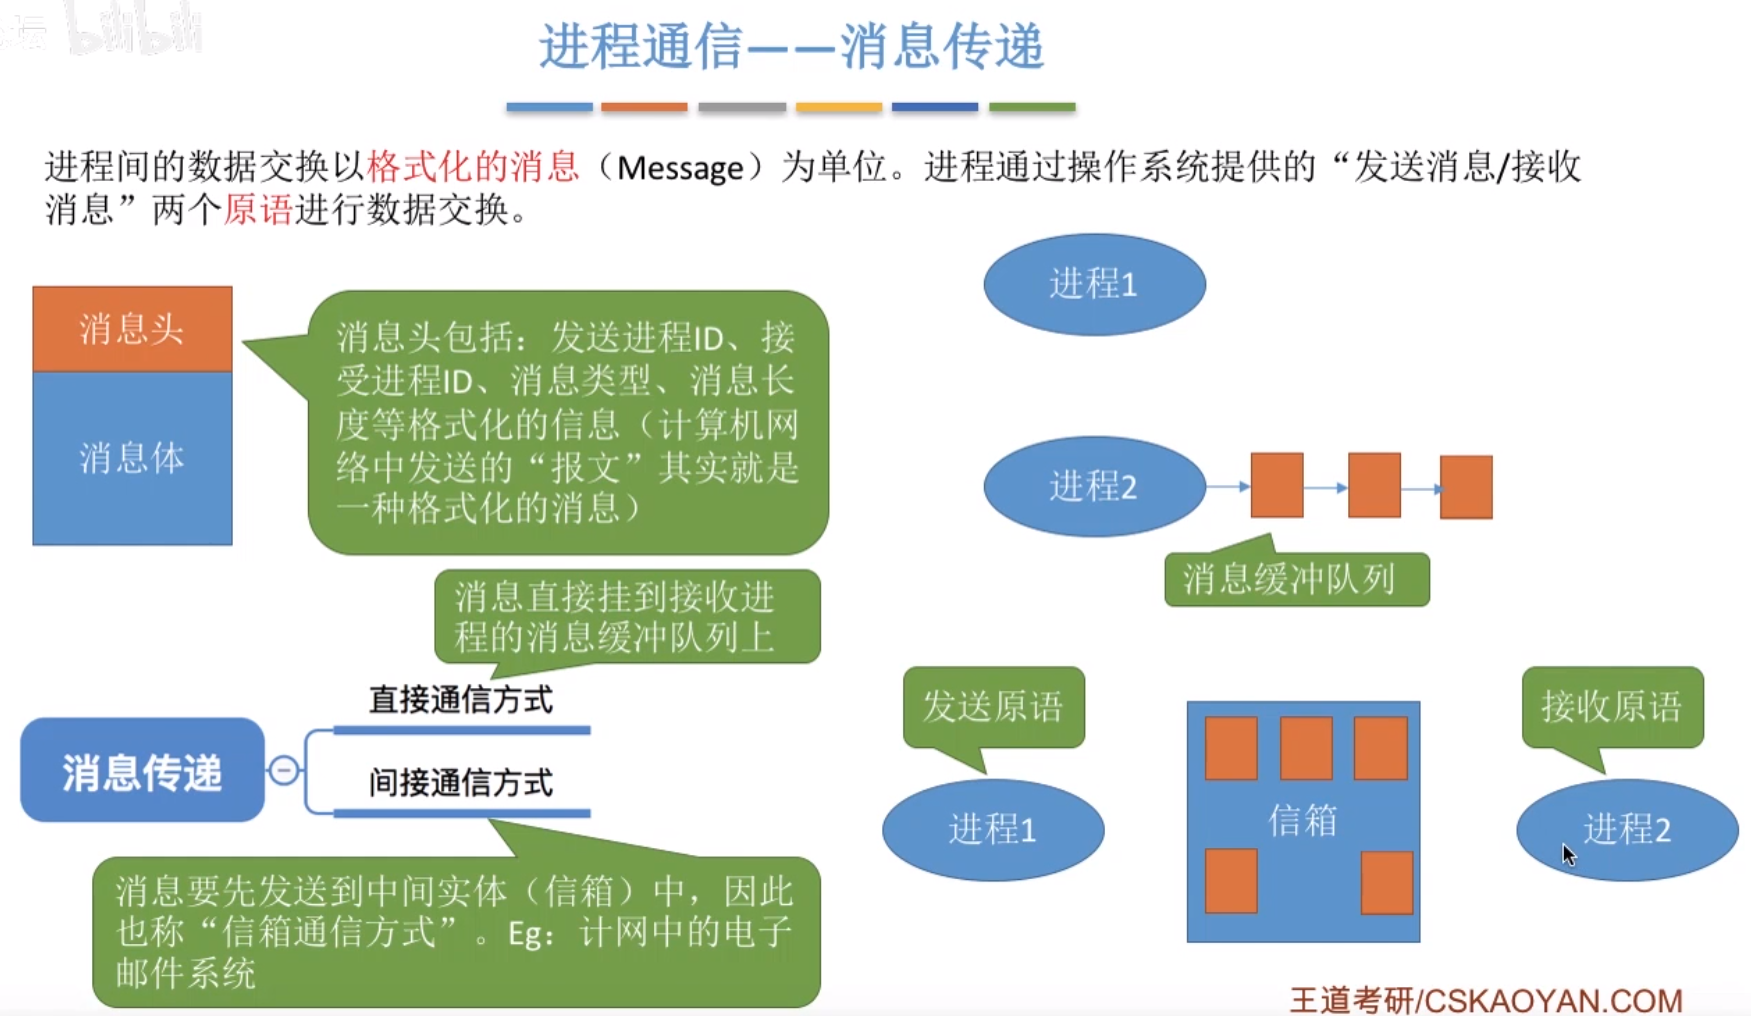 坛 bilibili
进程通信——消息传递
进程间的数据交换以格式化的消息（Message）为单位。进程通过操作系统提供的“发送消息/接收
消息”两个原语进行数据交换。
消息头
消息体
消息头包括：发送进程ID、接
受进程ID、消息类型、消息长
度等格式化的信息（计算机网
络中发送的“报文”其实就是
一种格式化的消息）
进程1
进程2
消息缓冲队列
消息直接挂到接收进
程的消息缓冲队列上
直接通信方式
消息传递
间接通信方式
消息要先发送到中间实体（信箱）中，因此
也称“信箱通信方式”。Eg：计网中的电子
邮件系统
发送原语
进程1
信箱
接收原语
进程2
王道考研/CSKAOYAN.COM